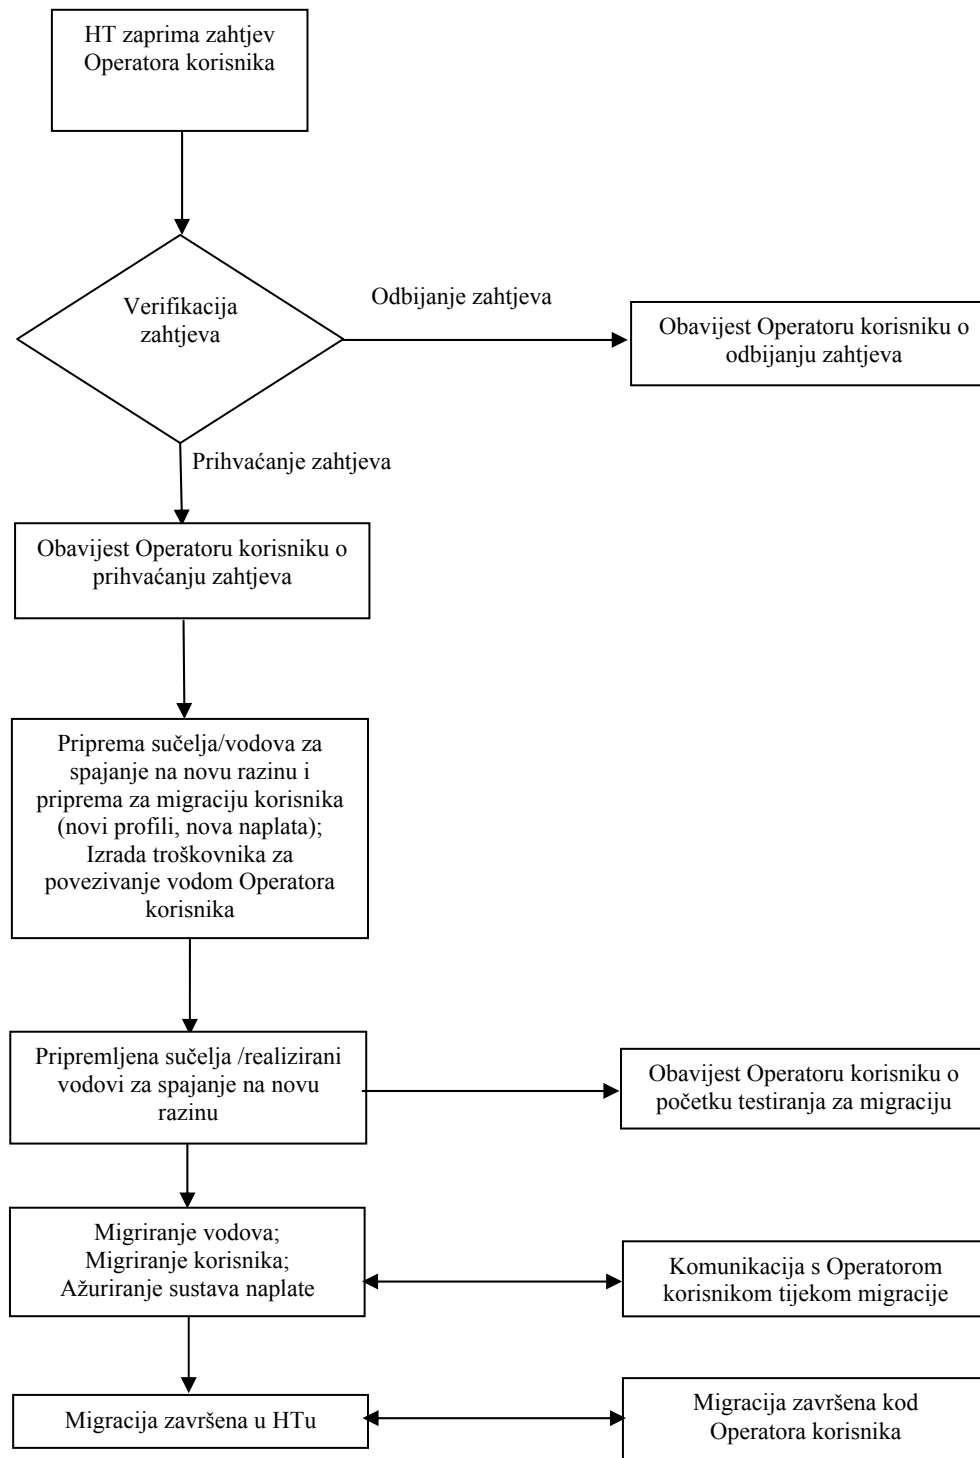 HT zaprima zahtjev
Operatora korisnika
Verifikacija
zahtjeva
Odbijanje zahtjeva
Obavijest Operatoru korisniku o
odbijanju zahtjeva
Prihvaćanje zahtjeva
Obavijest Operatoru korisniku o
prihvaćanju zahtjeva
Priprema sučelja/vodova za
spajanje na novu razinu i
priprema za migraciju korisnika
(novi profili, nova naplata);
Izrada troškovnika za
povezivanje vodom Operatora
korisnika
Pripremljena sučelja /realizirani
vodovi za spajanje na novu
razinu
Obavijest Operatoru korisniku o
početku testiranja za migraciju
Migriranje vodova;
Migriranje korisnika;
Ažuriranje sustava naplate
Komunikacija s Operatorom
korisnikom tijekom migracije
Migracija završena u HTu
Migracija završena kod
Operatora korisnika